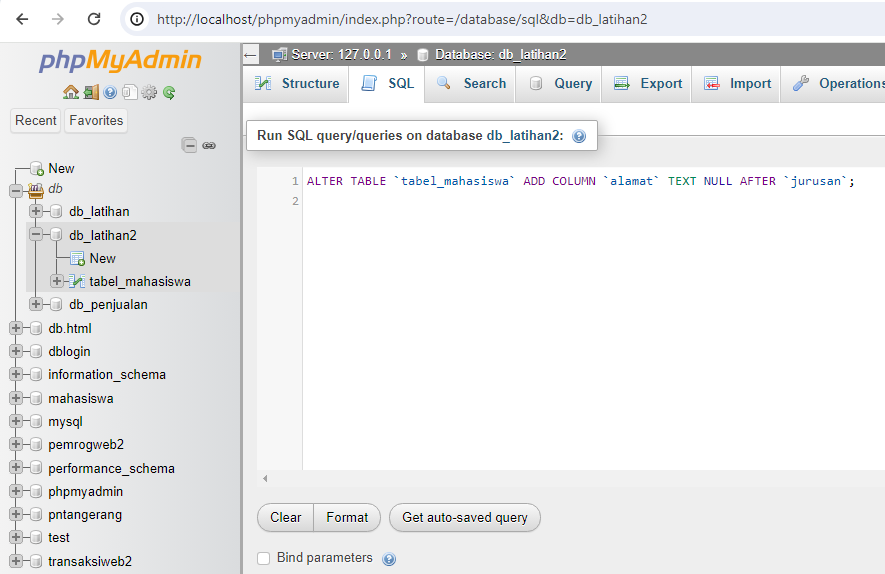 http://localhost/phpmyadmin/index.php?route=/database/sql&db=db_latihan2
phpMyAdmin
Recent Favorites
New
db
db_latihan
db_latihan2
New
tabel_mahasiswa
db_penjualan
db.html
dblogin
information_schema
mahasiswa
mysql
pemrogweb2
performance_schema
phpmyadmin
pntangerang
test
transaksiweb2
Server: 127.0.0.1 » Database: db_latihan2
Structure SQL Search Query Export Import Operations
Run SQL query/queries on database db_latihan2:
1 ALTER TABLE `tabel_mahasiswa` ADD COLUMN `alamat` TEXT NULL AFTER `jurusan`;
2
Clear Format Get auto-saved query
Bind parameters